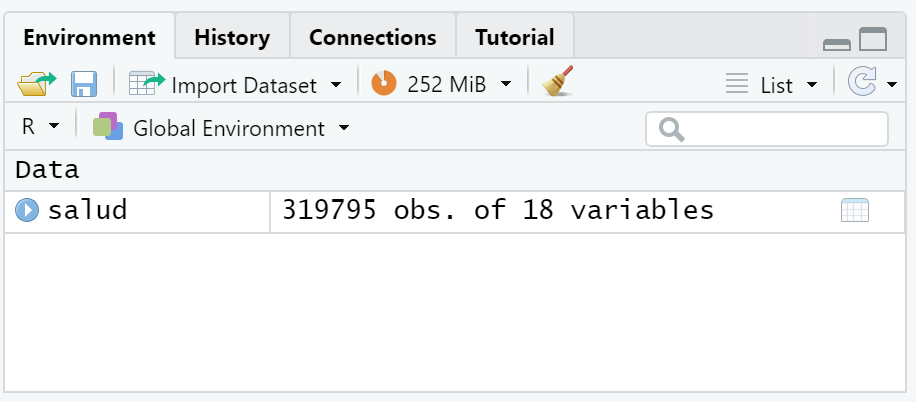 Environment History Connections Tutorial
Import Dataset 252 MiB List
R Global Environment
Data
salud 319795 obs. of 18 variables